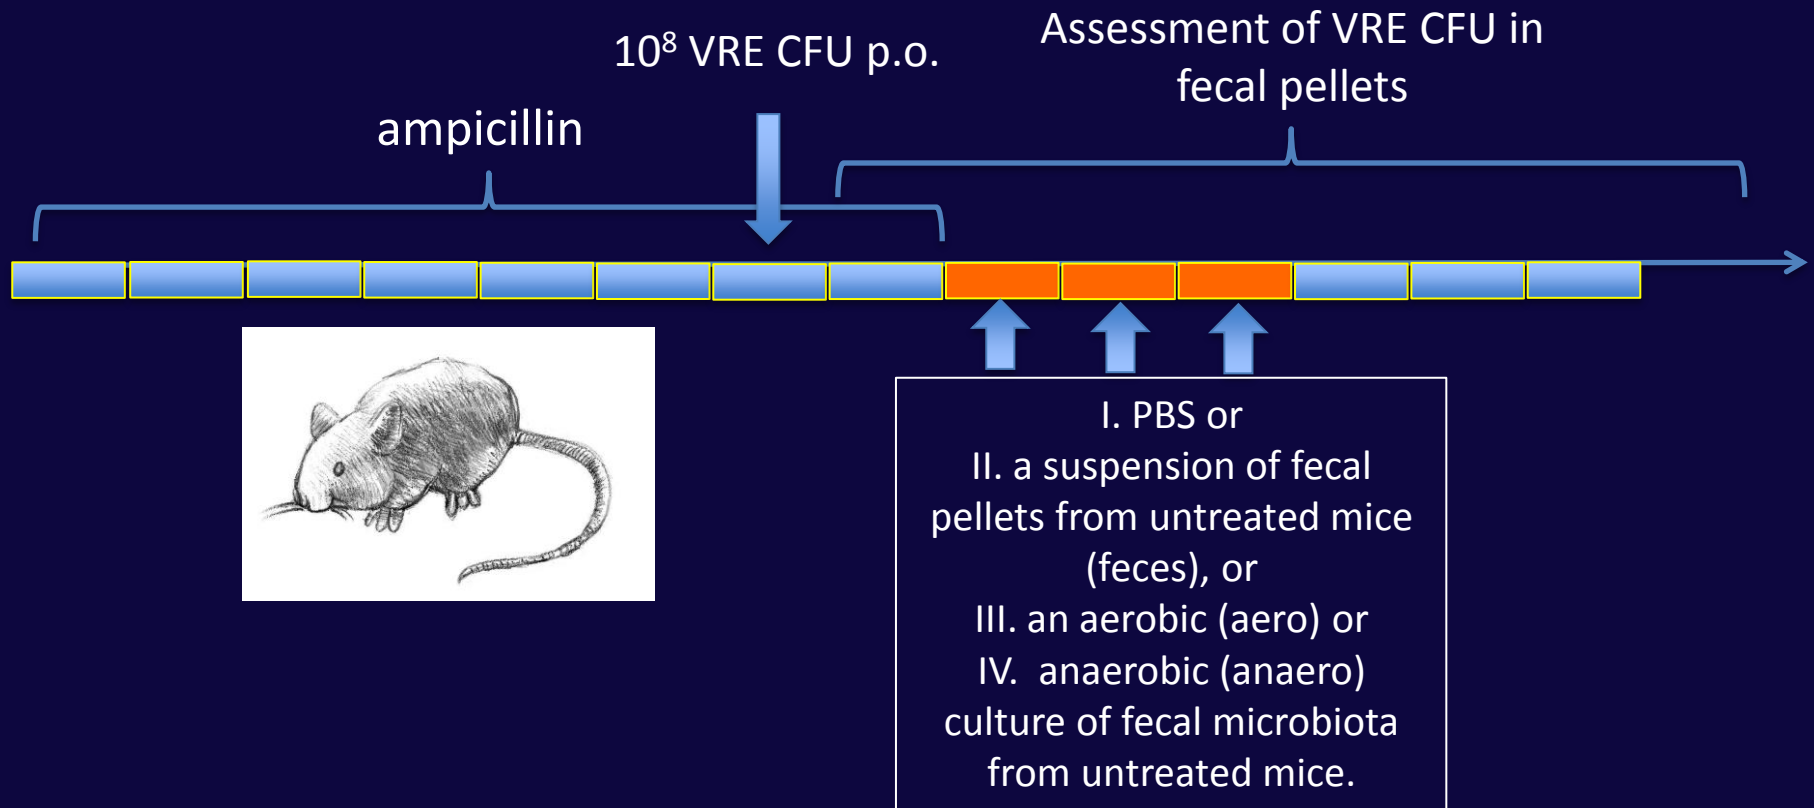 10⁸ VRE CFU p.o.
Assessment of VRE CFU in
fecal pellets
ampicillin
I. PBS or
II. a suspension of fecal
pellets from untreated mice
(feces), or
III. an aerobic (aero) or
IV. anaerobic (anaero)
culture of fecal microbiota
from untreated mice.